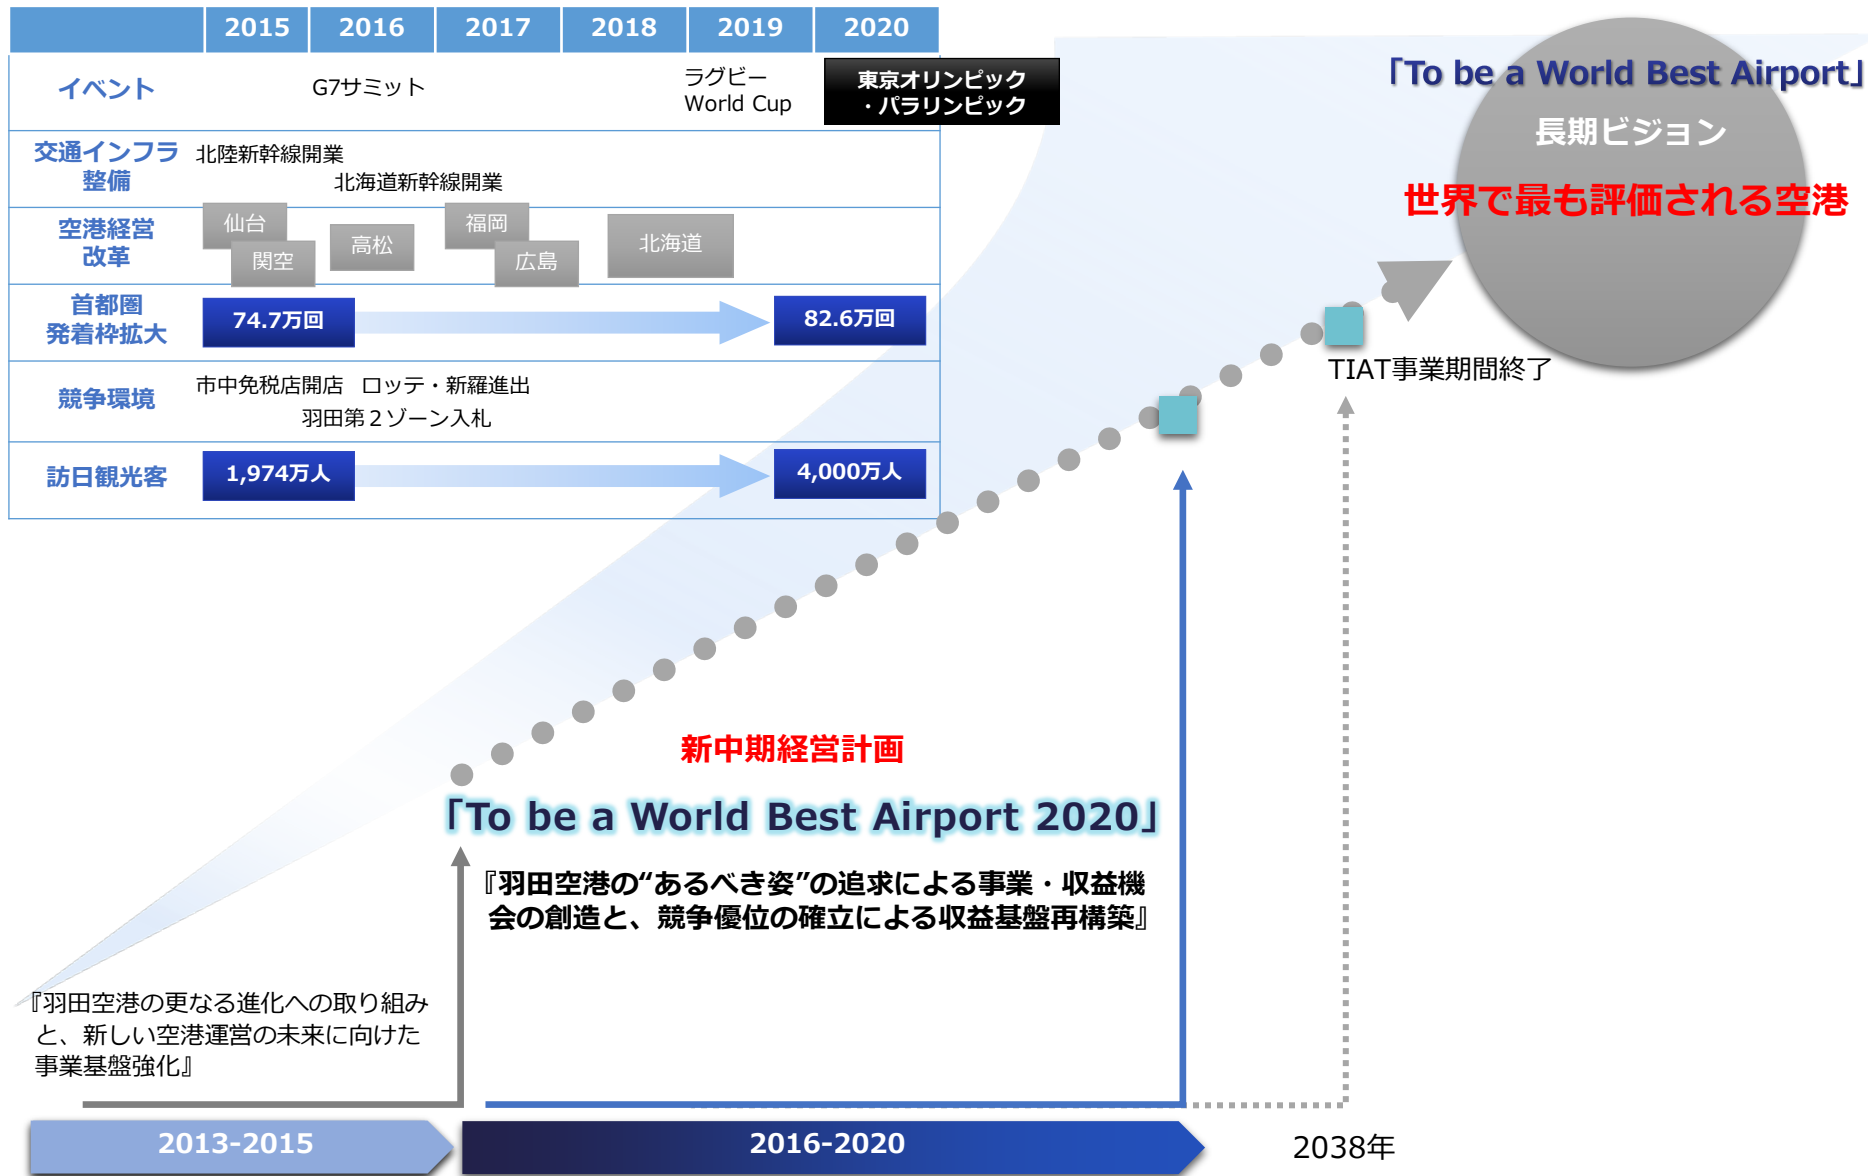 2015 2016 2017 2018 2019 2020
イベント
G7サミット
ラグビー
World Cup
東京オリンピック
・パラリンピック
交通インフラ
整備
北陸新幹線開業
北海道新幹線開業
空港経営
改革
仙台
関空
高松
福岡
広島
北海道
首都圏
発着枠拡大
74.7万回
82.6万回
競争環境
市中免税店開店 ロッテ・新羅進出
羽田第２ゾーン入札
訪日観光客
1,974万人
4,000万人
「To be a World Best Airport」
長期ビジョン
世界で最も評価される空港
TIAT事業期間終了
新中期経営計画
「To be a World Best Airport 2020」
『羽田空港の“あるべき姿”の追求による事業・収益機
会の創造と、競争優位の確立による収益基盤再構築』
『羽田空港の更なる進化への取り組み
と、新しい空港運営の未来に向けた
事業基盤強化』
2013-2015
2016-2020
2038年